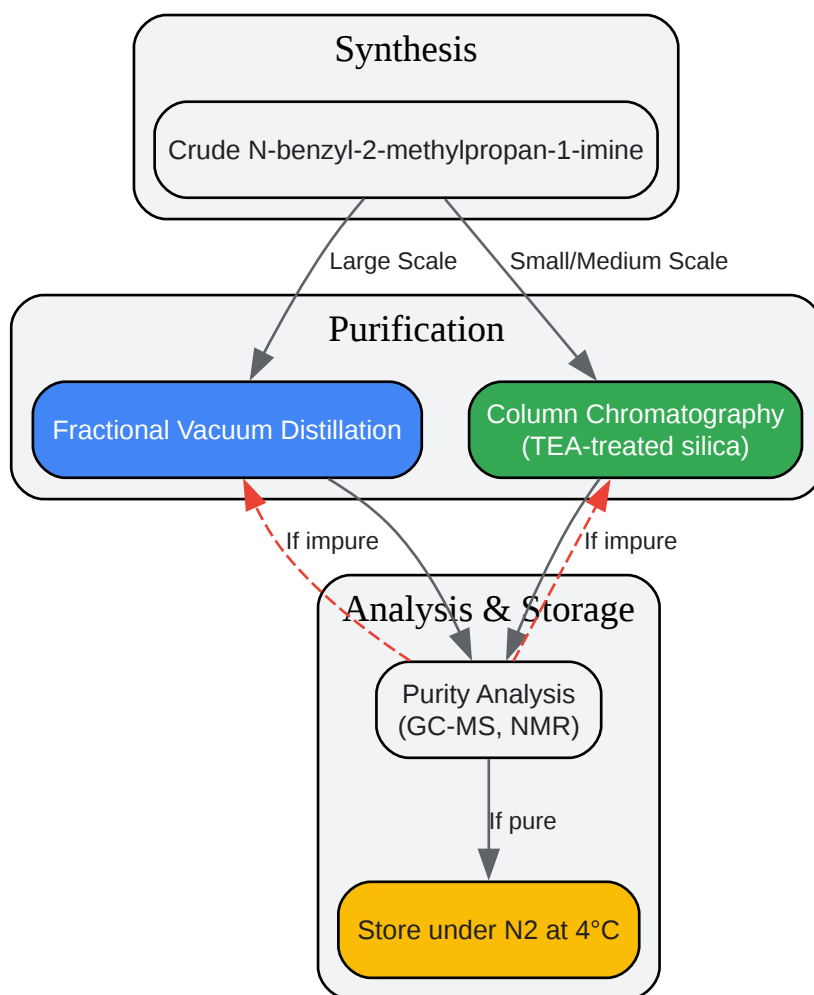 Synthesis
Crude N-benzyl-2-methylpropan-1-imine
Large Scale
Small/Medium Scale
Purification
Fractional Vacuum Distillation
Column Chromatography
(TEA-treated silica)
If impure
If impure
Analysis & Storage
Purity Analysis
(GC-MS, NMR)
If pure
Store under N2 at 4°C